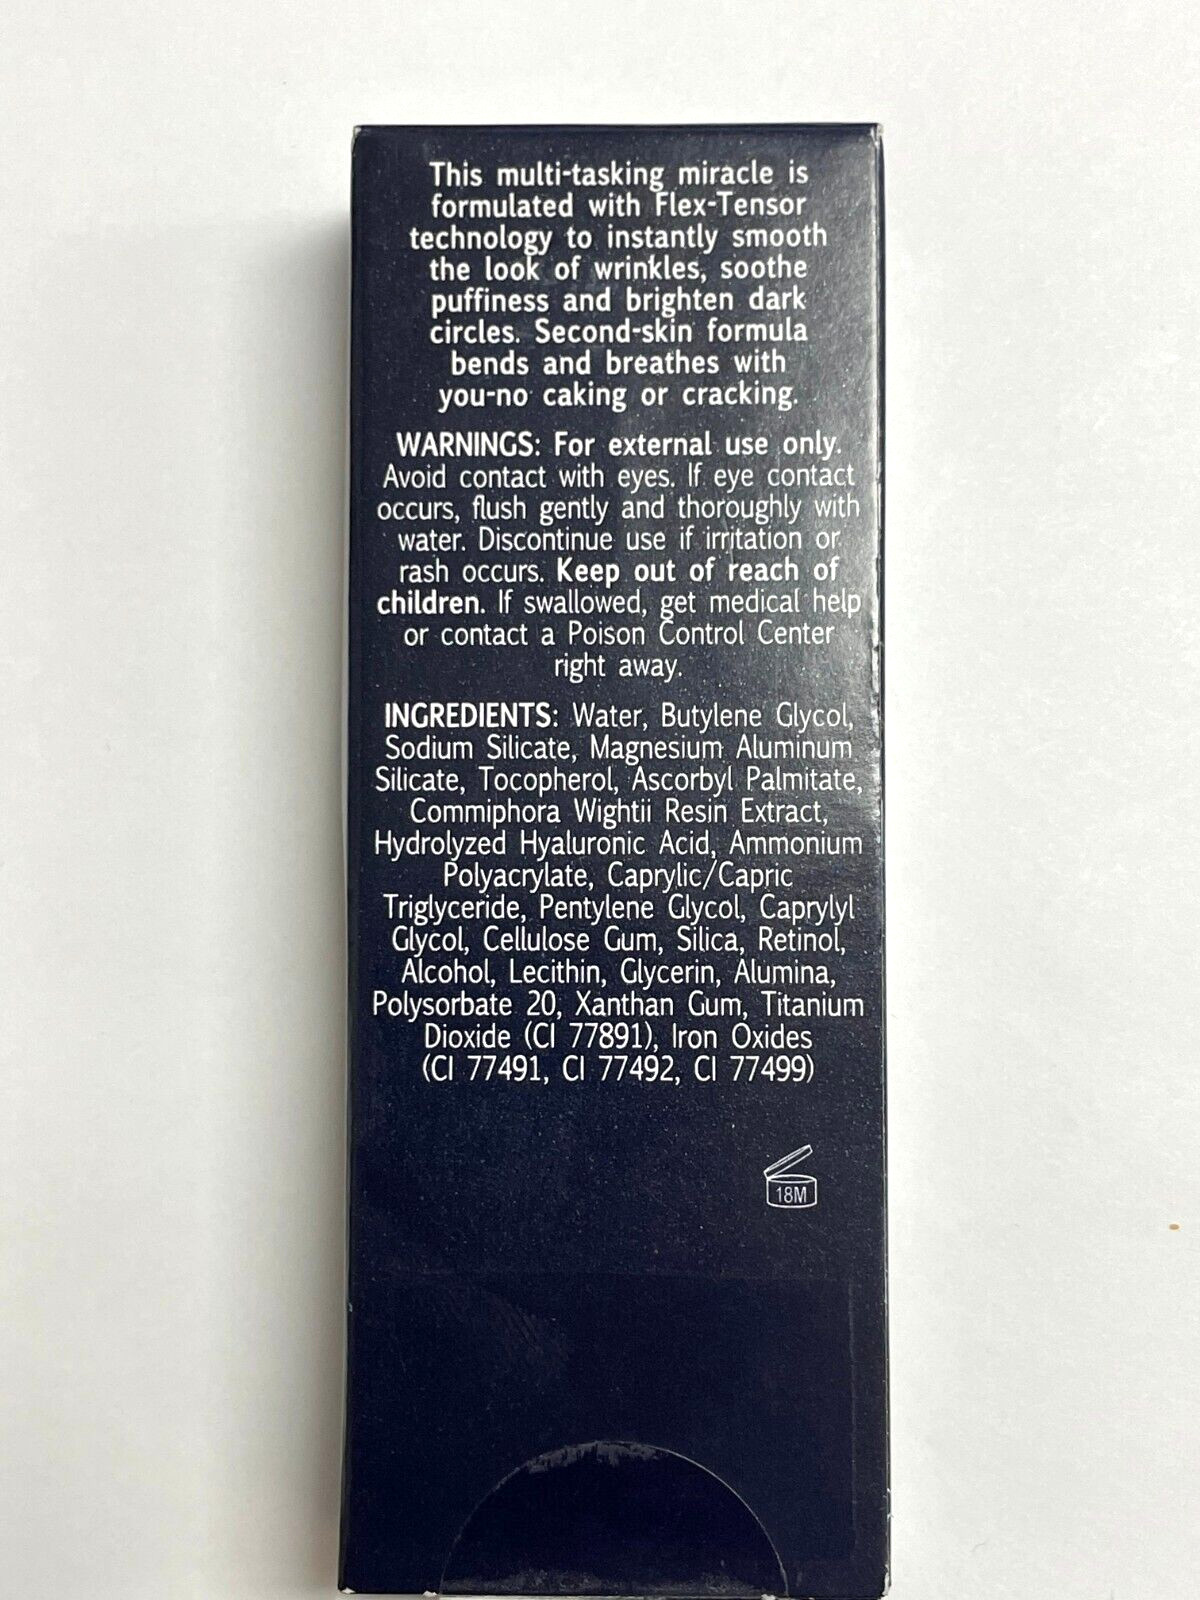 This multi-tasking miracle is
formulated with Flex-Tensor
technology to instantly smooth
the look of wrinkles, soothe
puffiness and brighten dark
circles. Second-skin formula
bends and breathes with
you-no caking or cracking.
WARNINGS: For external use only.
Avoid contact with eyes. If eye contact
occurs, flush gently and thoroughly with
water. Discontinue use if irritation or
rash occurs. Keep out of reach of
children. If swallowed, get medical help
or contact a Poison Control Center
right away.
INGREDIENTS: Water, Butylene Glycol,
Sodium Silicate, Magnesium Aluminum
Silicate, Tocopherol, Ascorbyl Palmitate,
Commiphora Wightii Resin Extract,
Hydrolyzed Hyaluronic Acid, Ammonium
Polyacrylate, Caprylic/Capric
Triglyceride, Pentylene Glycol, Caprylyl
Glycol, Cellulose Gum, Silica, Retinol,
Alcohol, Lecithin, Glycerin, Alumina,
Polysorbate 20, Xanthan Gum, Titanium
Dioxide (CI 77891), Iron Oxides
(CI 77491, CI 77492, CI 77499)
18M